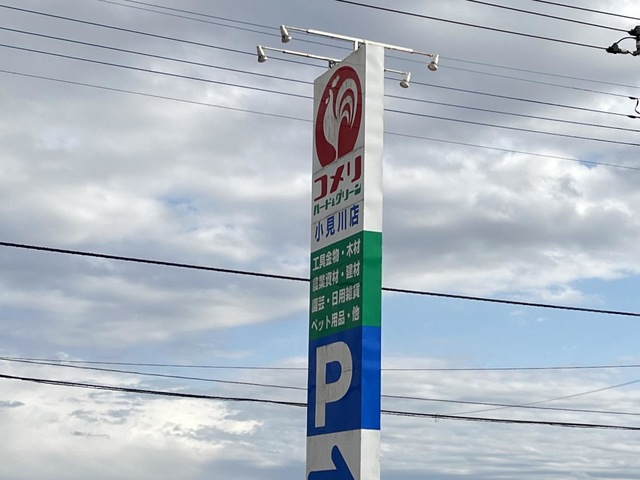 コメリ
ハード&グリーン
小見川店
工具金物・木材
農業資材・建材
園芸・日用雑貨
ペット用品・他
P